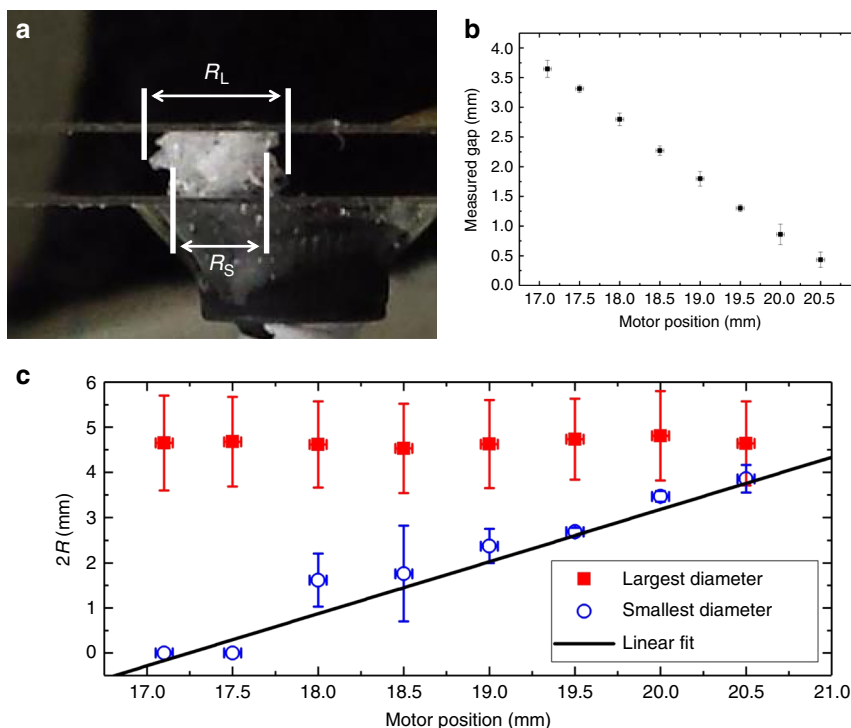 a
R_L
R_S
b
Measured gap (mm)
4.0
3.5
3.0
2.5
2.0
1.5
1.0
0.5
0.0
17.0 17.5 18.0 18.5 19.0 19.5 20.0 20.5
Motor position (mm)
c
2R (mm)
6
5
4
3
2
1
0
Largest diameter
Smallest diameter
Linear fit
17.0 17.5 18.0 18.5 19.0 19.5 20.0 20.5 21.0
Motor position (mm)